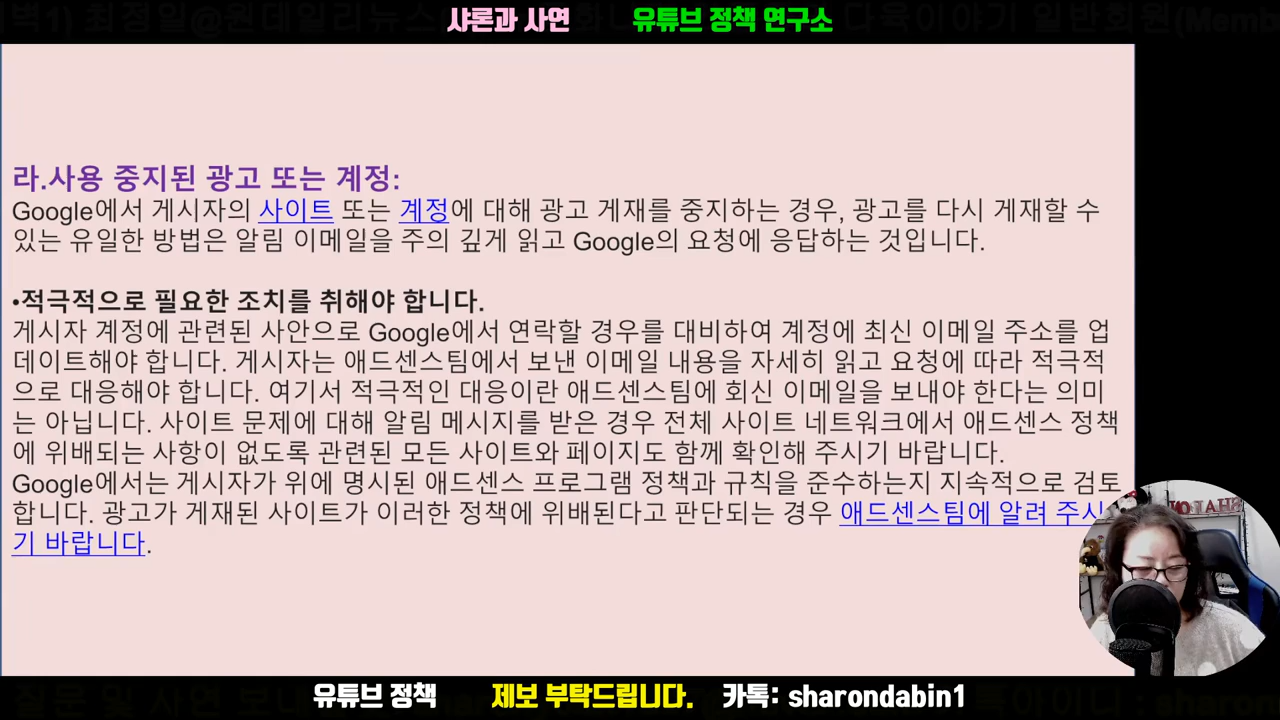 샤론과 사연 유튜브 정책 연구소
라.사용 중지된 광고 또는 계정:
Google에서 게시자의 사이트 또는 계정에 대해 광고 게재를 중지하는 경우, 광고를 다시 게재할 수
있는 유일한 방법은 알림 이메일을 주의 깊게 읽고 Google의 요청에 응답하는 것입니다.
•적극적으로 필요한 조치를 취해야 합니다.
게시자 계정에 관련된 사안으로 Google에서 연락할 경우를 대비하여 계정에 최신 이메일 주소를 업
데이트해야 합니다. 게시자는 애드센스팀에서 보낸 이메일 내용을 자세히 읽고 요청에 따라 적극적
으로 대응해야 합니다. 여기서 적극적인 대응이란 애드센스팀에 회신 이메일을 보내야 한다는 의미
는 아닙니다. 사이트 문제에 대해 알림 메시지를 받은 경우 전체 사이트 네트워크에서 애드센스 정책
에 위배되는 사항이 없도록 관련된 모든 사이트와 페이지도 함께 확인해 주시기 바랍니다.
Google에서는 게시자가 위에 명시된 애드센스 프로그램 정책과 규칙을 준수하는지 지속적으로 검토
합니다. 광고가 게재된 사이트가 이러한 정책에 위배된다고 판단되는 경우 애드센스팀에 알려 주시
기 바랍니다.
유튜브 정책 제보 부탁드립니다. 카톡: sharondabin1